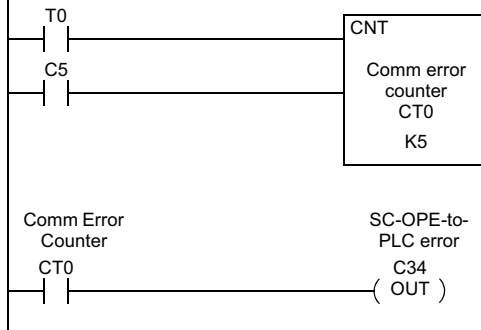 T0
CNT
C5
Comm error
counter
CT0
K5
Comm Error
Counter
CT0
SC-OPE-to-
PLC error
C34
OUT